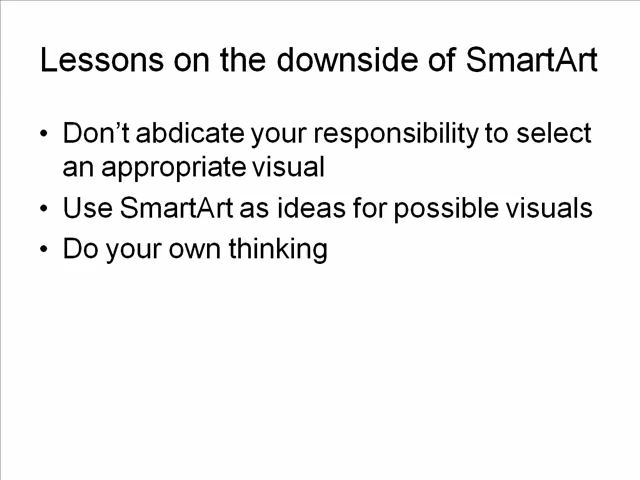 Lessons on the downside of SmartArt
• Don’t abdicate your responsibility to select
an appropriate visual
• Use SmartArt as ideas for possible visuals
• Do your own thinking